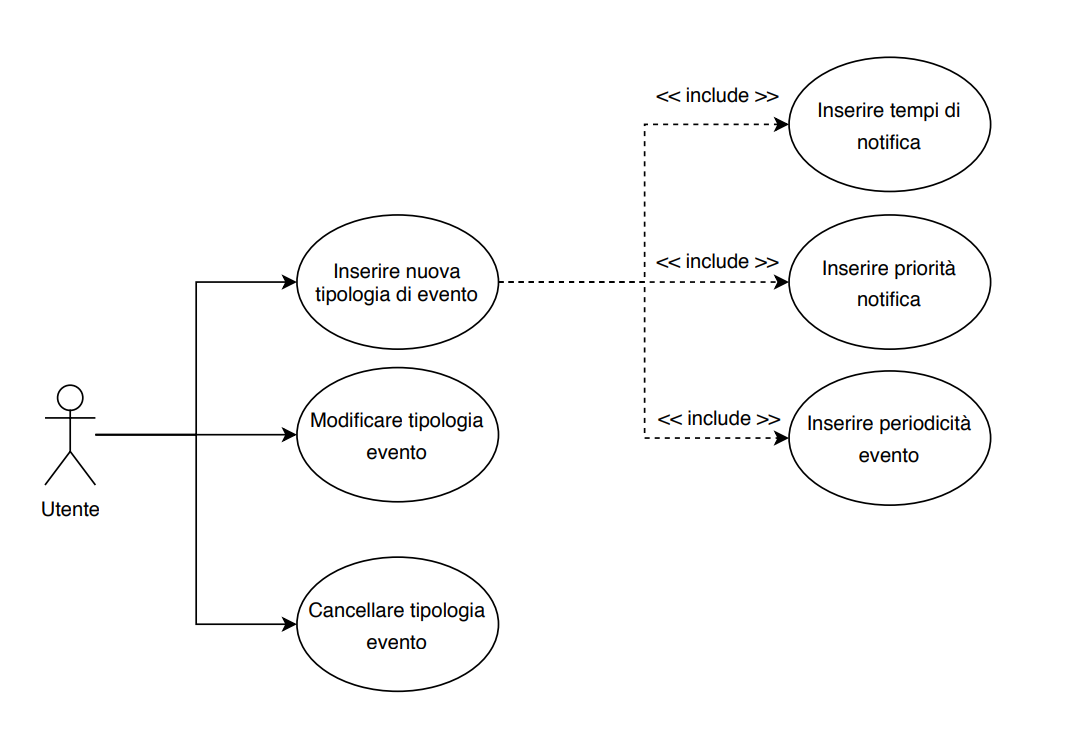 << include >>
Inserire tempi di
notifica
Inserire nuova
tipologia di evento
<< include >>
Inserire priorità
notifica
Modificare tipologia
evento
<< include >>
Inserire periodicità
evento
Utente
Cancellare tipologia
evento